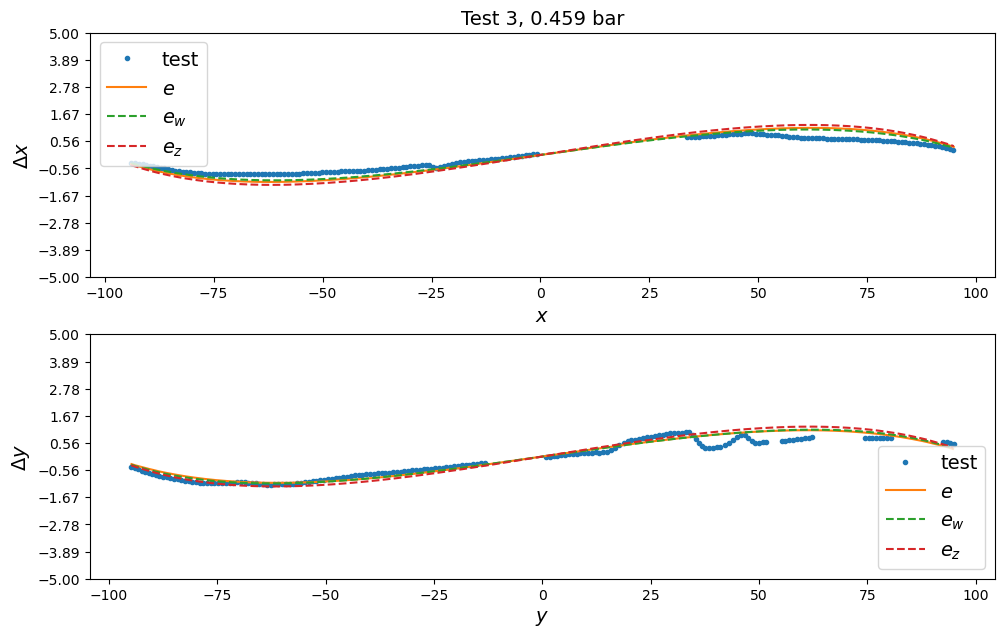 Test 3, 0.459 bar
5.00
3.89
2.78
1.67
0.56
−0.56
−1.67
−2.78
−3.89
−5.00
Δx
test
e
e_w
e_z
−100 −75 −50 −25 0 25 50 75 100
x
5.00
3.89
2.78
1.67
0.56
−0.56
−1.67
−2.78
−3.89
−5.00
Δy
test
e
e_w
e_z
−100 −75 −50 −25 0 25 50 75 100
y